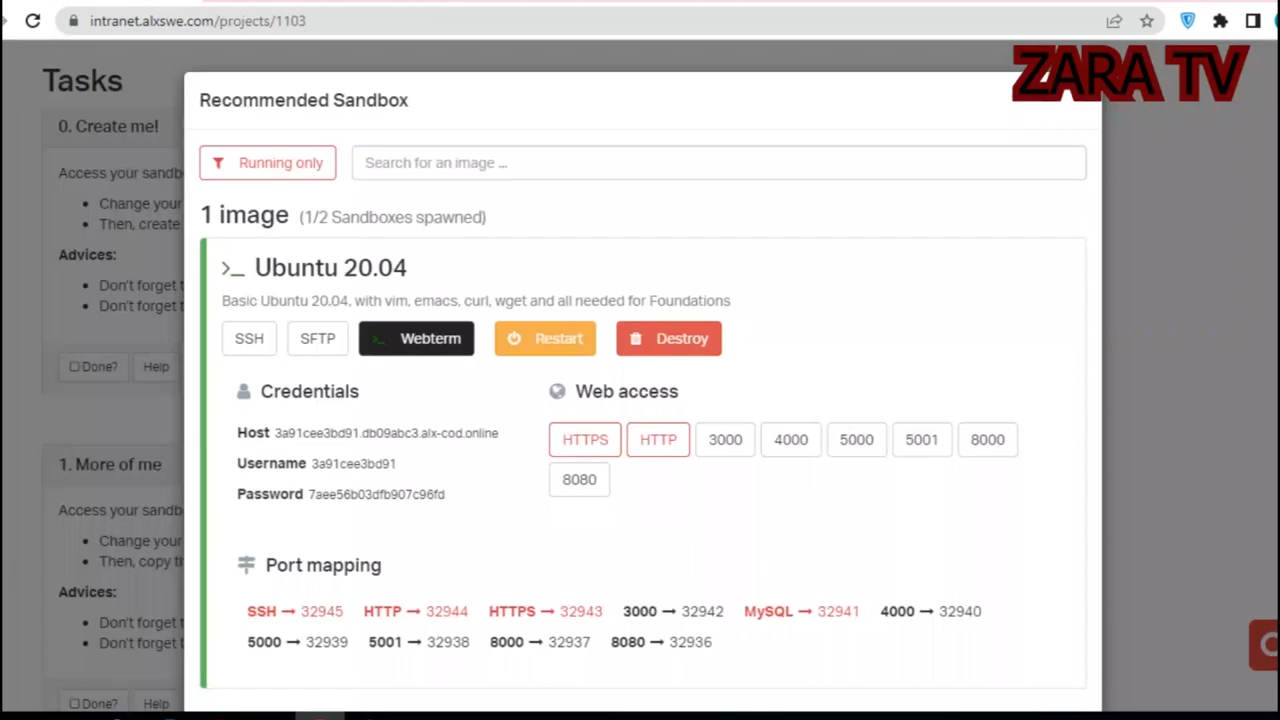 intranet.alxswe.com/projects/1103
ZARA TV
Tasks
0. Create me!
Access your sandb
Change your
Then, create
Advices:
Don't forget t
Don't forget t
Done? Help
1. More of me
Access your sandb
Change your
Then, copy t
Advices:
Don't forget t
Don't forget t
Done? Help
Recommended Sandbox
Running only
Search for an image ...
1 image (1/2 Sandboxes spawned)
>_ Ubuntu 20.04
Basic Ubuntu 20.04, with vim, emacs, curl, wget and all needed for Foundations
SSH SFTP Webterm Restart Destroy
Credentials
Host 3a91cee3bd91.db09abc3.alx-cod.online
Username 3a91cee3bd91
Password 7aee56b03dfb907c96fd
Web access
HTTPS HTTP 3000 4000 5000 5001 8000
8080
Port mapping
SSH → 32945 HTTP → 32944 HTTPS → 32943 3000 → 32942 MySQL → 32941 4000 → 32940
5000 → 32939 5001 → 32938 8000 → 32937 8080 → 32936